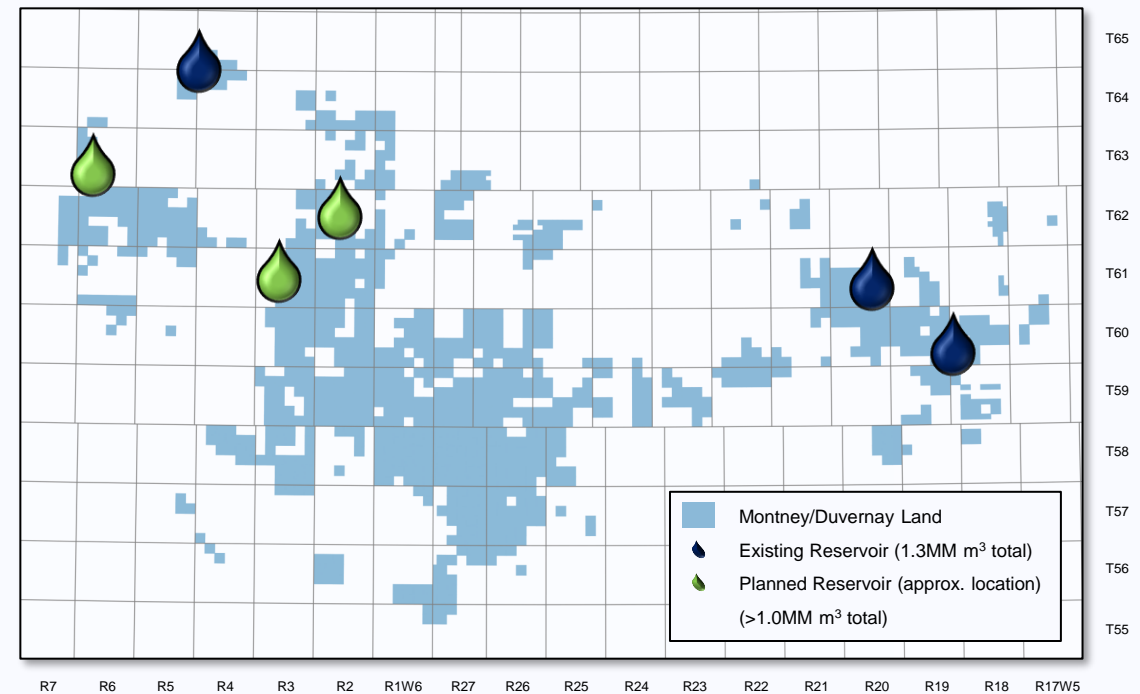 T65
T64
T63
T62
T61
T60
T59
T58
T57
T56
T55
Montney/Duvernay Land
Existing Reservoir (1.3MM m³ total)
Planned Reservoir (approx. location)
(>1.0MM m³ total)
R7 R6 R5 R4 R3 R2 R1W6 R27 R26 R25 R24 R23 R22 R21 R20 R19 R18 R17W5